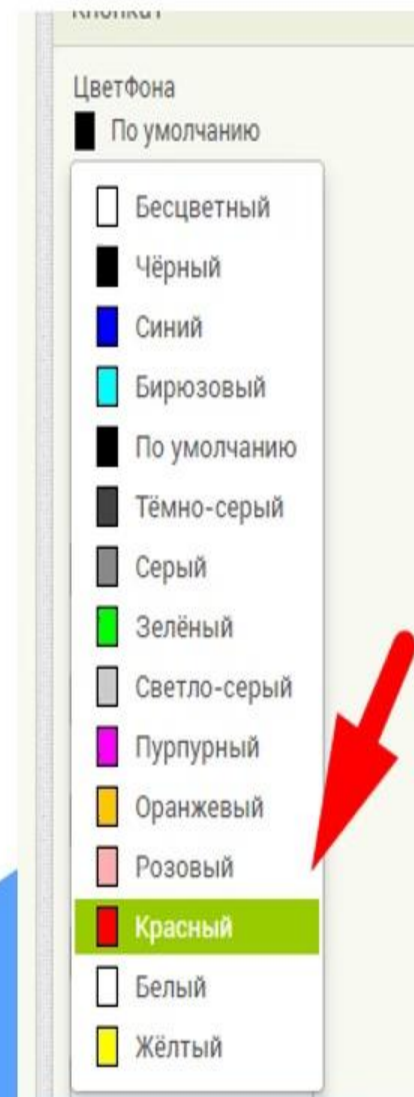 Кнопка1
ЦветФона
По умолчанию
Бесцветный
Чёрный
Синий
Бирюзовый
По умолчанию
Тёмно-серый
Серый
Зелёный
Светло-серый
Пурпурный
Оранжевый
Розовый
Красный
Белый
Жёлтый